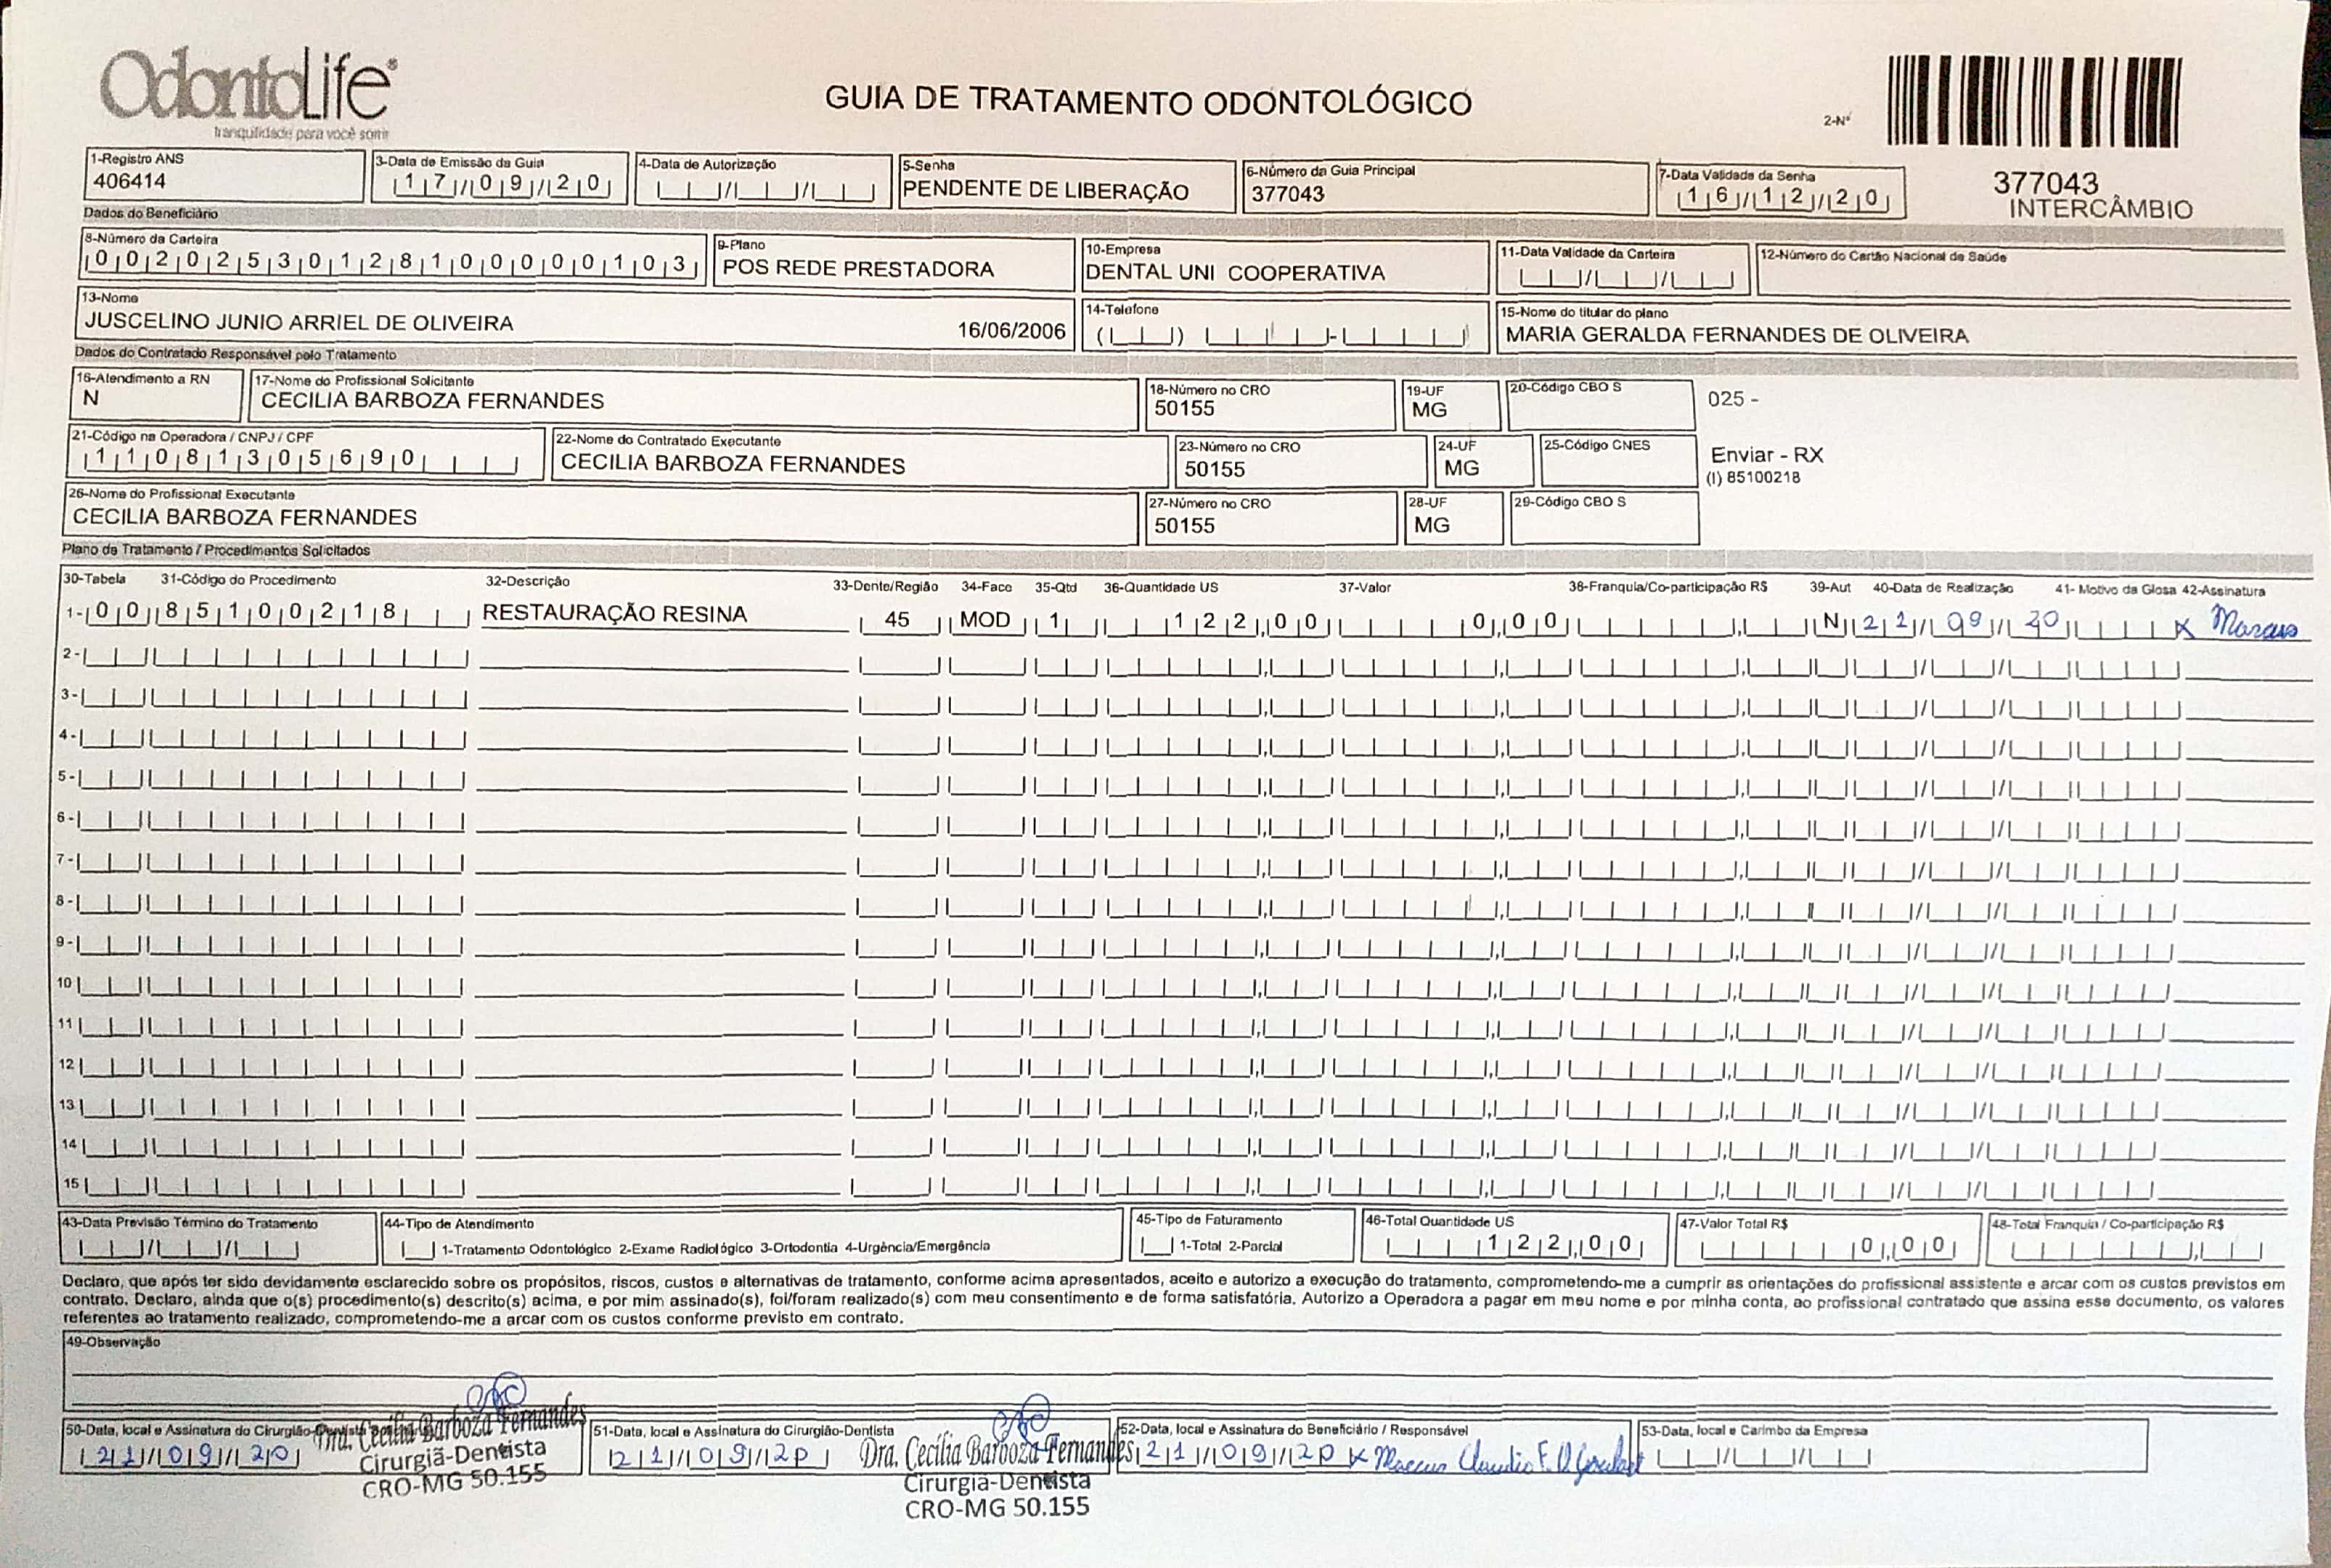 OdontoLife®
tranquilidade para você sorrir
GUIA DE TRATAMENTO ODONTOLÓGICO
2-Nº
377043
INTERCÂMBIO
1-Registro ANS
406414
3-Data de Emissão da Guia
17/09/20
4-Data de Autorização
5-Senha
PENDENTE DE LIBERAÇÃO
6-Número da Guia Principal
377043
7-Data Validade da Senha
16/12/20
Dados do Beneficiário
8-Número da Carteira
00202530128100000103
9-Plano
POS REDE PRESTADORA
10-Empresa
DENTAL UNI COOPERATIVA
11-Data Validade da Carteira
12-Número do Cartão Nacional de Saúde
13-Nome
JUSCELINO JUNIO ARRIEL DE OLIVEIRA 16/06/2006
14-Telefone
15-Nome do titular do plano
MARIA GERALDA FERNANDES DE OLIVEIRA
Dados do Contratado Responsável pelo Tratamento
16-Atendimento a RN
N
17-Nome do Profissional Solicitante
CECILIA BARBOZA FERNANDES
18-Número no CRO
50155
19-UF
MG
20-Código CBO S
025 -
21-Código na Operadora / CNPJ / CPF
11081305690
22-Nome do Contratado Executante
CECILIA BARBOZA FERNANDES
23-Número no CRO
50155
24-UF
MG
25-Código CNES
Enviar - RX
(I) 85100218
26-Nome do Profissional Executante
CECILIA BARBOZA FERNANDES
27-Número no CRO
50155
28-UF
MG
29-Código CBO S
Plano de Tratamento / Procedimentos Solicitados
30-Tabela 31-Código do Procedimento 32-Descrição 33-Dente/Região 34-Face 35-Qtd 36-Quantidade US 37-Valor 38-Franquia/Co-participação R$ 39-Aut 40-Data de Realização 41- Motivo da Glosa 42-Assinatura
1- 00 85100218 RESTAURAÇÃO RESINA 45 MOD 1 122,00 0,00 N 21/09/20 x Marcus
2-
3-
4-
5-
6-
7-
8-
9-
10
11
12
13
14
15
43-Data Previsão Término do Tratamento
44-Tipo de Atendimento
1-Tratamento Odontológico 2-Exame Radiológico 3-Ortodontia 4-Urgência/Emergência
45-Tipo de Faturamento
1-Total 2-Parcial
46-Total Quantidade US
122,00
47-Valor Total R$
0,00
48-Total Franquia / Co-participação R$
Declaro, que após ter sido devidamente esclarecido sobre os propósitos, riscos, custos e alternativas de tratamento, conforme acima apresentados, aceito e autorizo a execução do tratamento, comprometendo-me a cumprir as orientações do profissional assistente e arcar com os custos previstos em
contrato. Declaro, ainda que o(s) procedimento(s) descrito(s) acima, e por mim assinado(s), foi/foram realizado(s) com meu consentimento e de forma satisfatória. Autorizo a Operadora a pagar em meu nome e por minha conta, ao profissional contratado que assina esse documento, os valores
referentes ao tratamento realizado, comprometendo-me a arcar com os custos conforme previsto em contrato.
49-Observação
50-Data, local e Assinatura do Cirurgião-Dentista
21/09/20
Dra. Cecília Barboza Fernandes
Cirurgiã-Dentista
CRO-MG 50.155
51-Data, local e Assinatura do Cirurgião-Dentista
21/09/20
Dra. Cecília Barboza Fernandes
Cirurgiã-Dentista
CRO-MG 50.155
52-Data, local e Assinatura do Beneficiário / Responsável
21/09/20 x Marcus Claudio F. D.
53-Data, local e Carimbo da Empresa